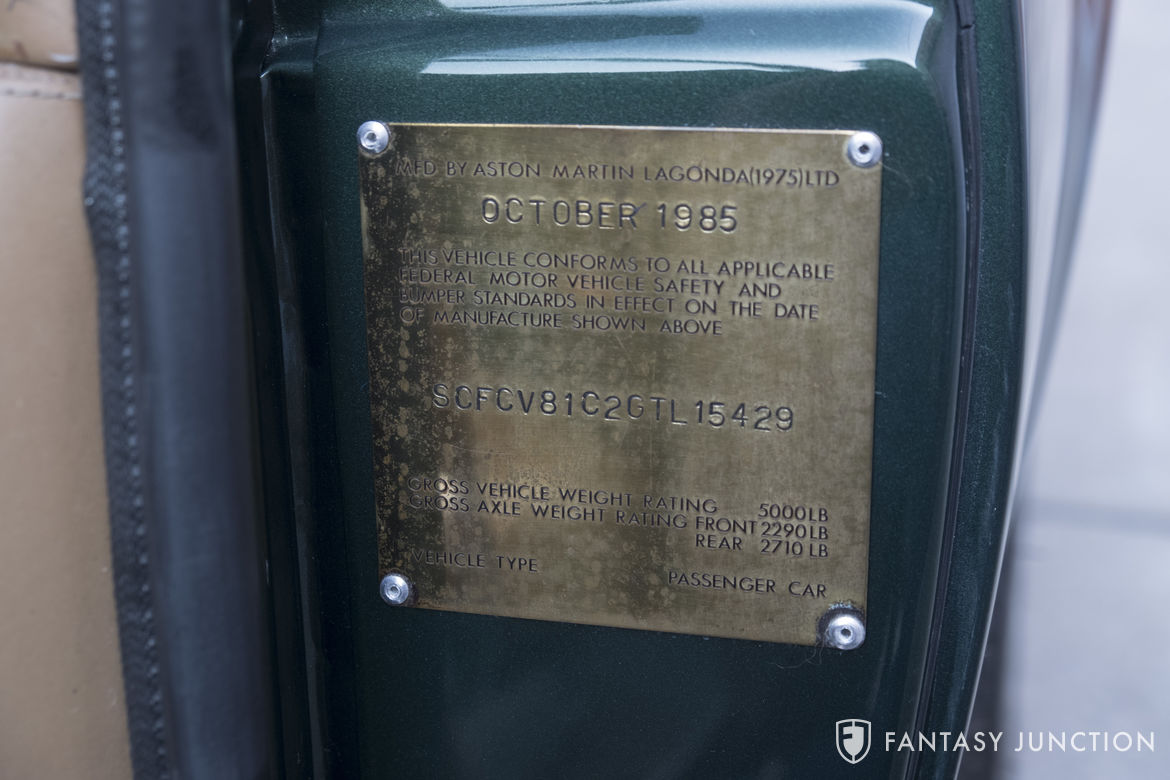 MFD BY ASTON MARTIN LAGONDA(1975)LTD
OCTOBER 1985
THIS VEHICLE CONFORMS TO ALL APPLICABLE
FEDERAL MOTOR VEHICLE SAFETY AND
BUMPER STANDARDS IN EFFECT ON THE DATE
OF MANUFACTURE SHOWN ABOVE
SCFCV81C2GTL15429
GROSS VEHICLE WEIGHT RATING 5000LB
GROSS AXLE WEIGHT RATING FRONT 2290LB
REAR 2710 LB
VEHICLE TYPE PASSENGER CAR
FANTASY JUNCTION